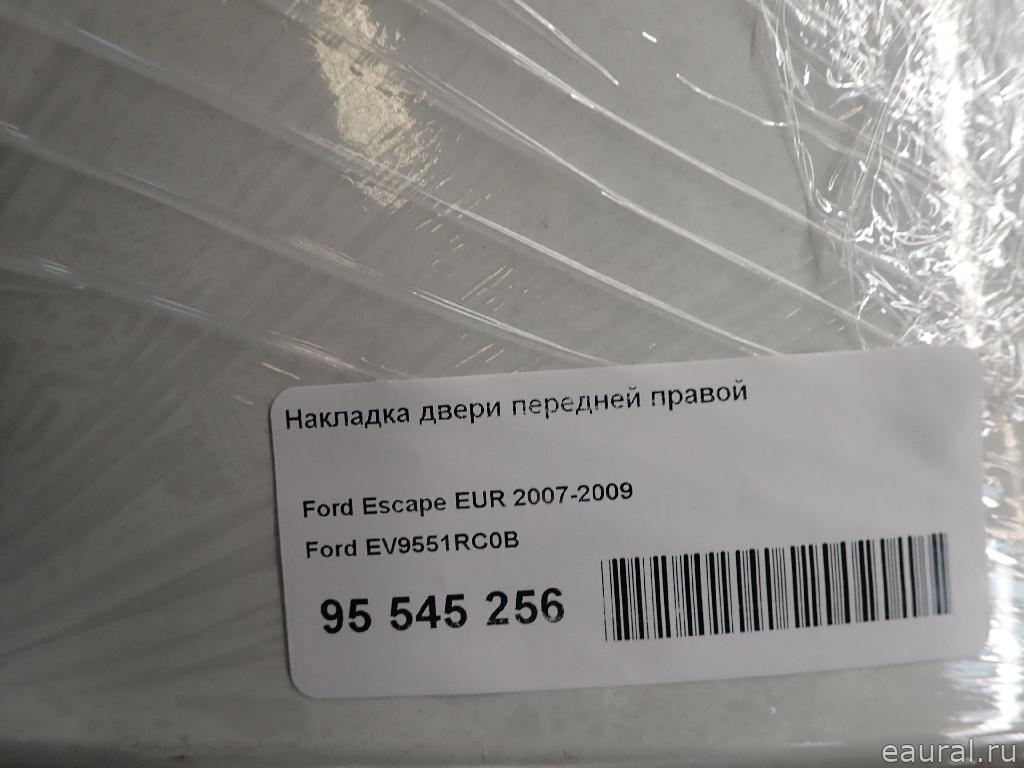 Накладка двери передней правой
Ford Escape EUR 2007-2009
Ford EV9551RC0B
95 545 256
eaural.ru